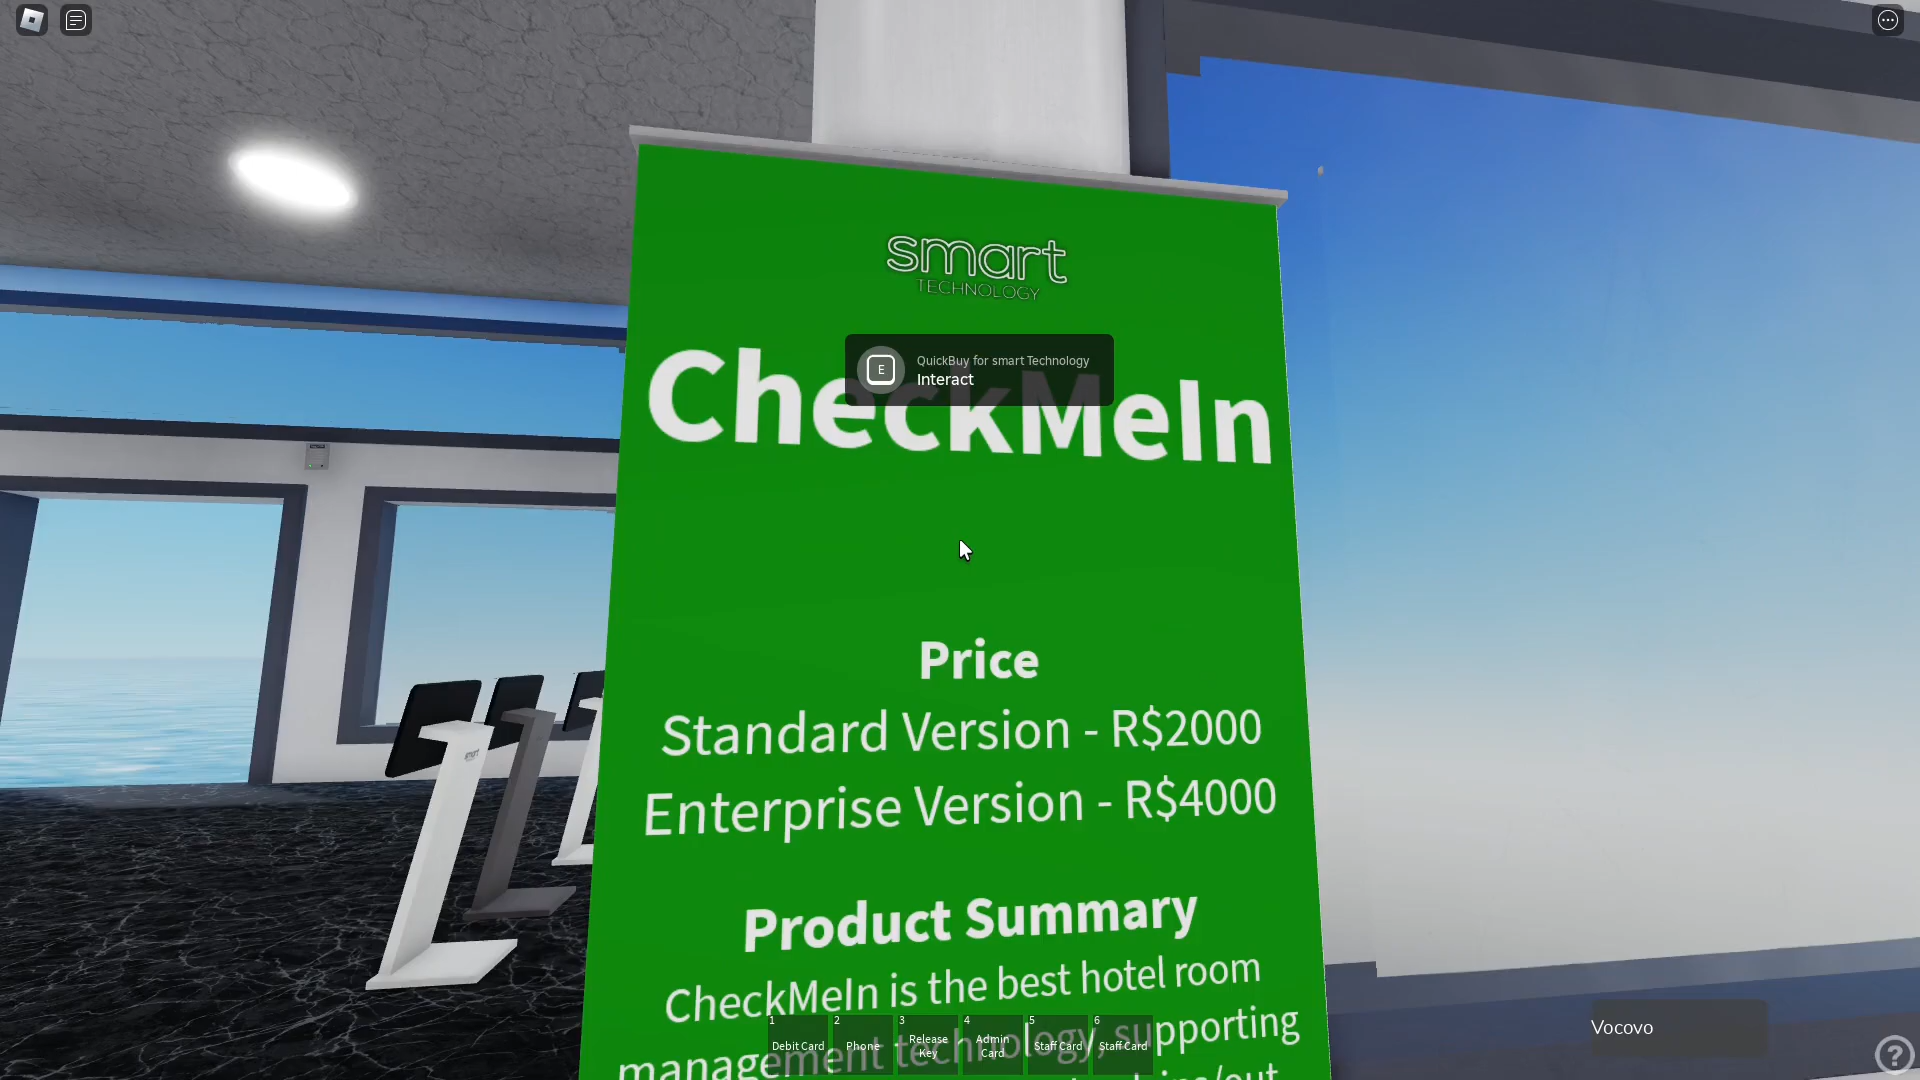 smart
TECHNOLOGY
E
QuickBuy for smart Technology
Interact
CheckMeIn
Price
Standard Version - R$2000
Enterprise Version - R$4000
Product Summary
CheckMeIn is the best hotel room
management technology, supporting
1 Debit Card
2 Phone
3 Release Key
4 Admin Card
5 Staff Card
6 Staff Card
Vocovo
?